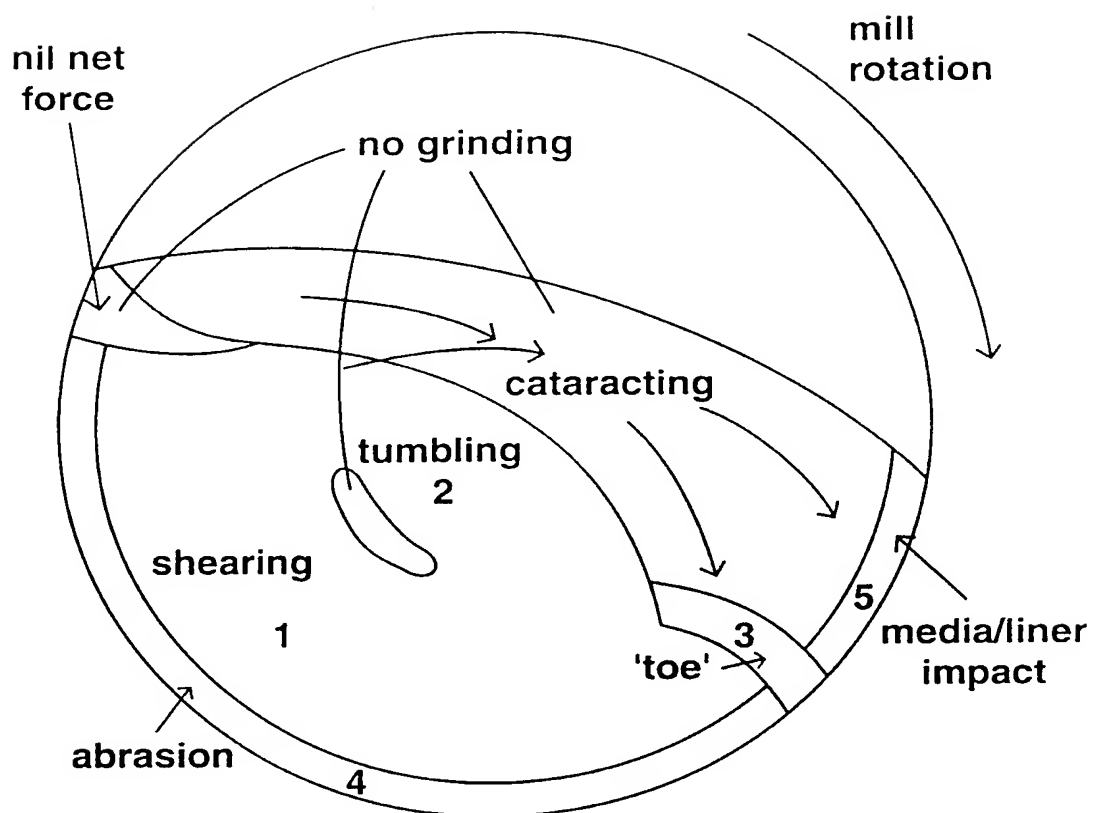 nil net
force
mill
rotation
no grinding
cataracting
tumbling
2
shearing
1
5
3
'toe'
media/liner
impact
abrasion
4